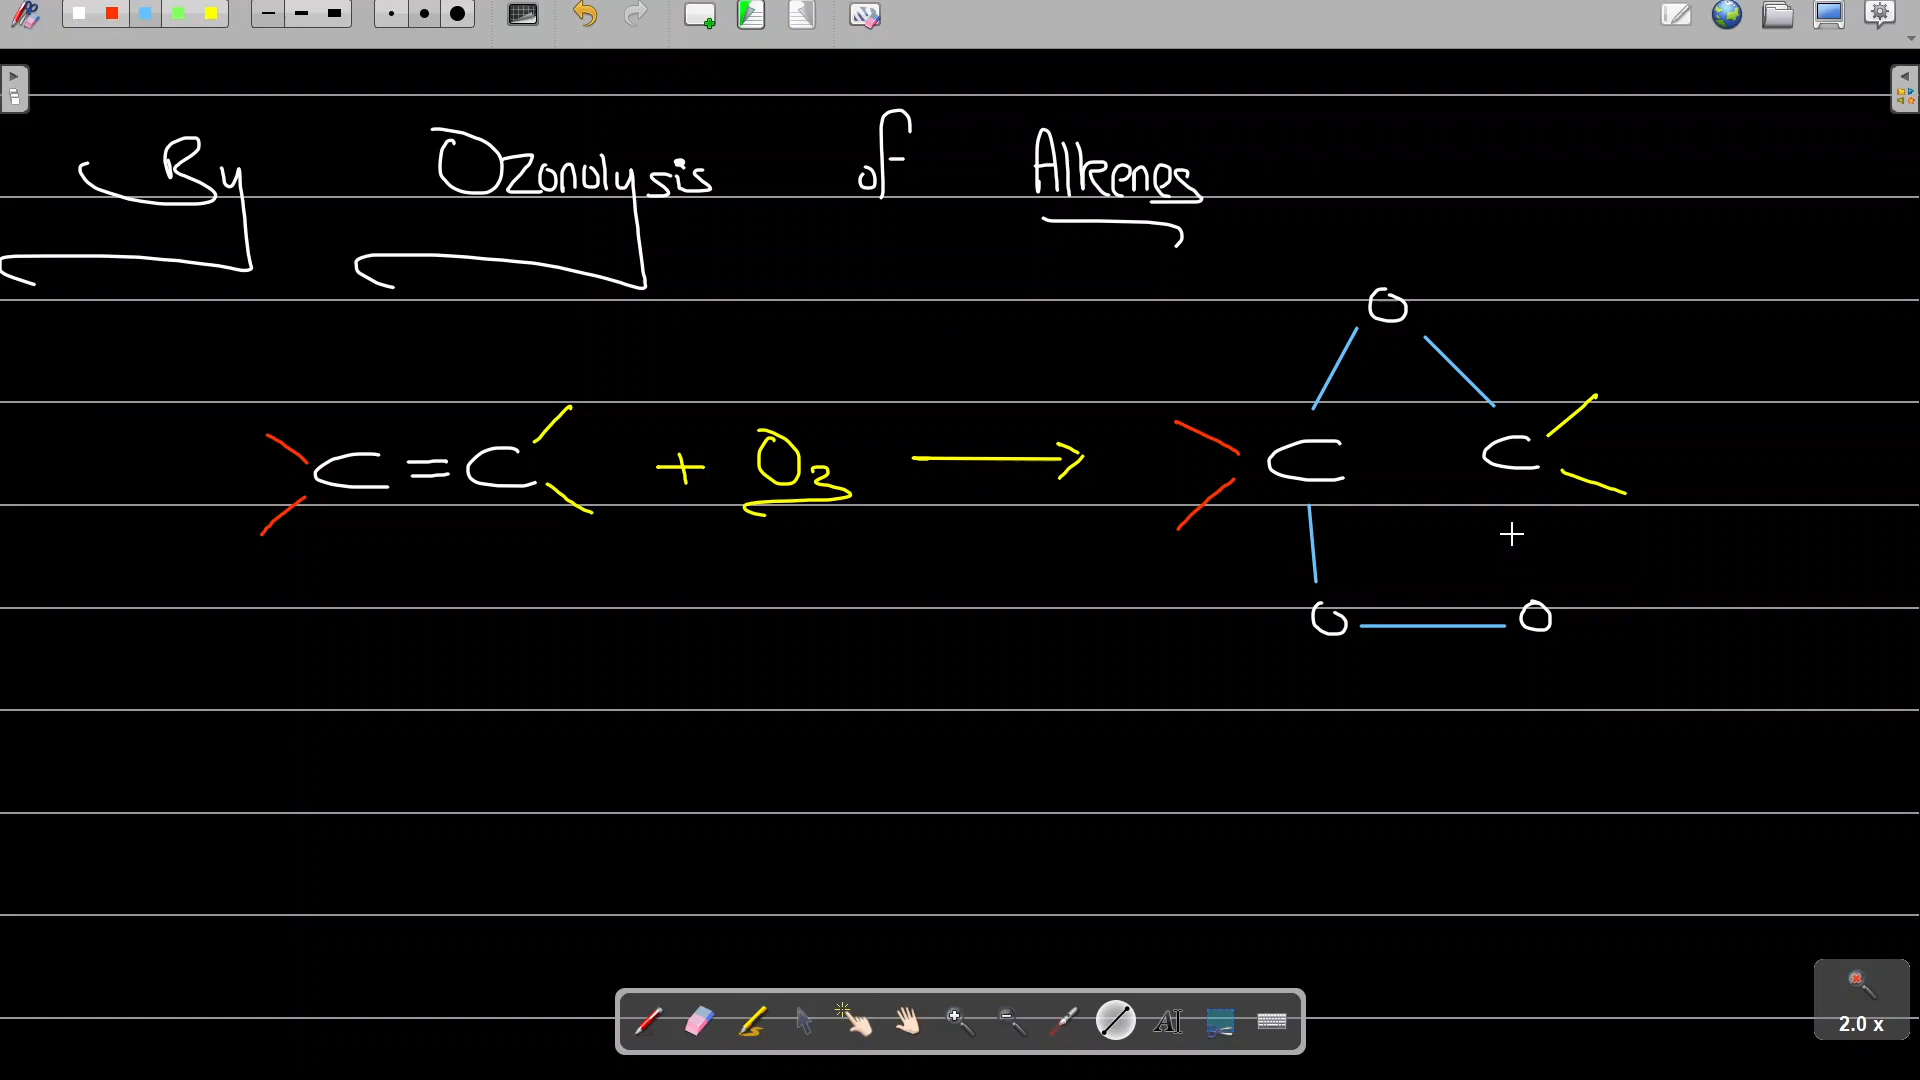 By Ozonolysis of Alkenes
O
C = C + O3 → C C
O O
2.0 x